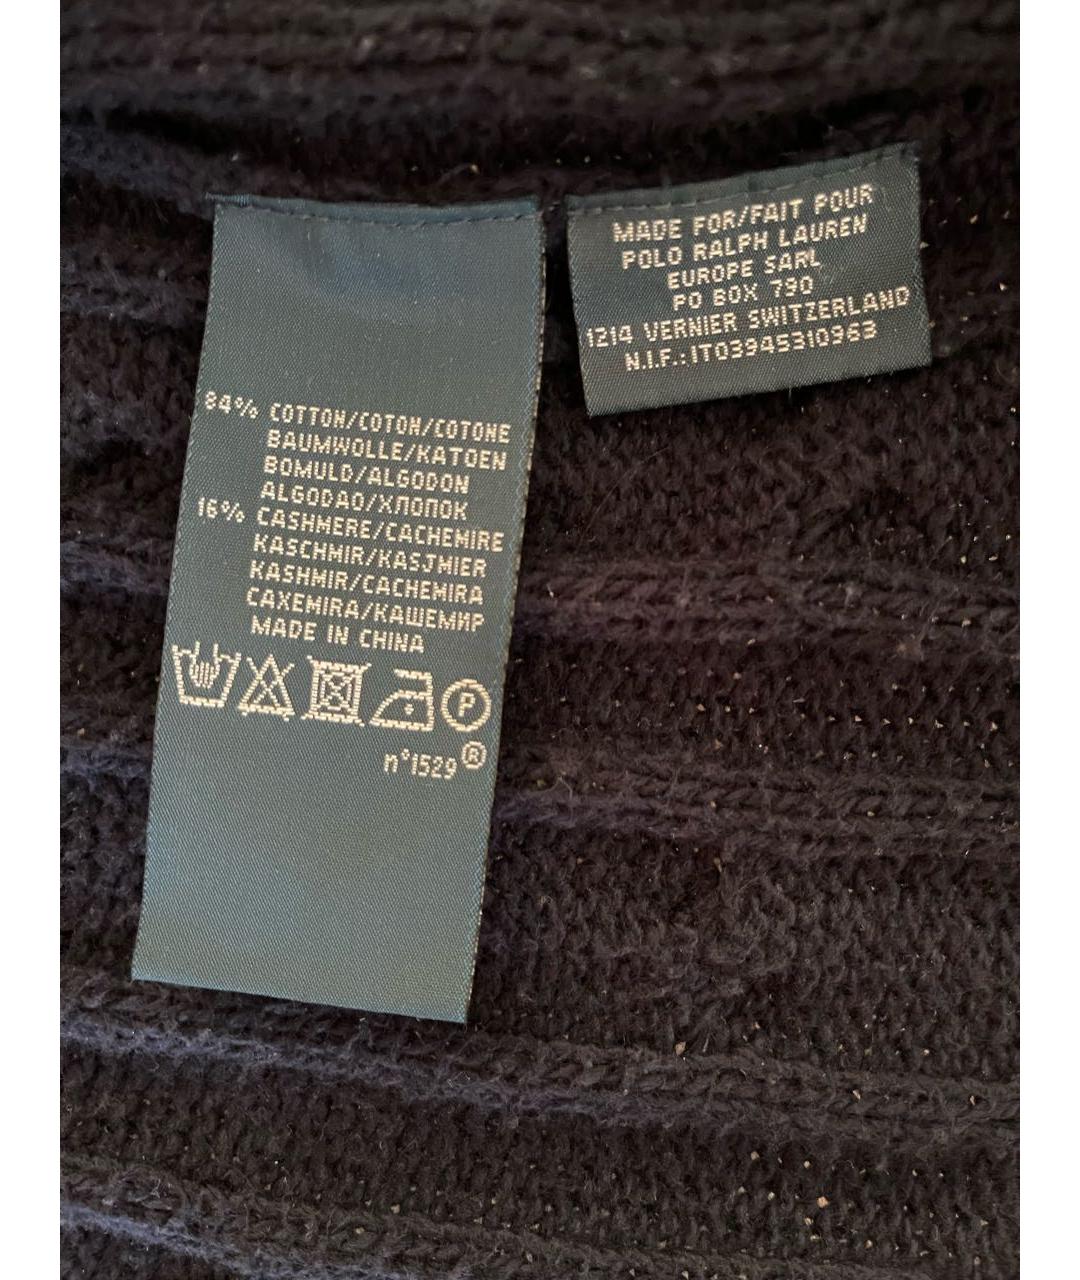 84% COTTON/COTON/COTONE
BAUMWOLLE/KATOEN
BOMULD/ALGODON
ALGODAO/ХЛОПОК
16% CASHMERE/CACHEMIRE
KASCHMIR/KASJMIER
KASHMIR/CACHEMIRA
CAXEMIRA/КАШЕМИР
MADE IN CHINA
P
n°1529®
MADE FOR/FAIT POUR
POLO RALPH LAUREN
EUROPE SARL
PO BOX 790
1214 VERNIER SWITZERLAND
N.I.F.:IT03945310963